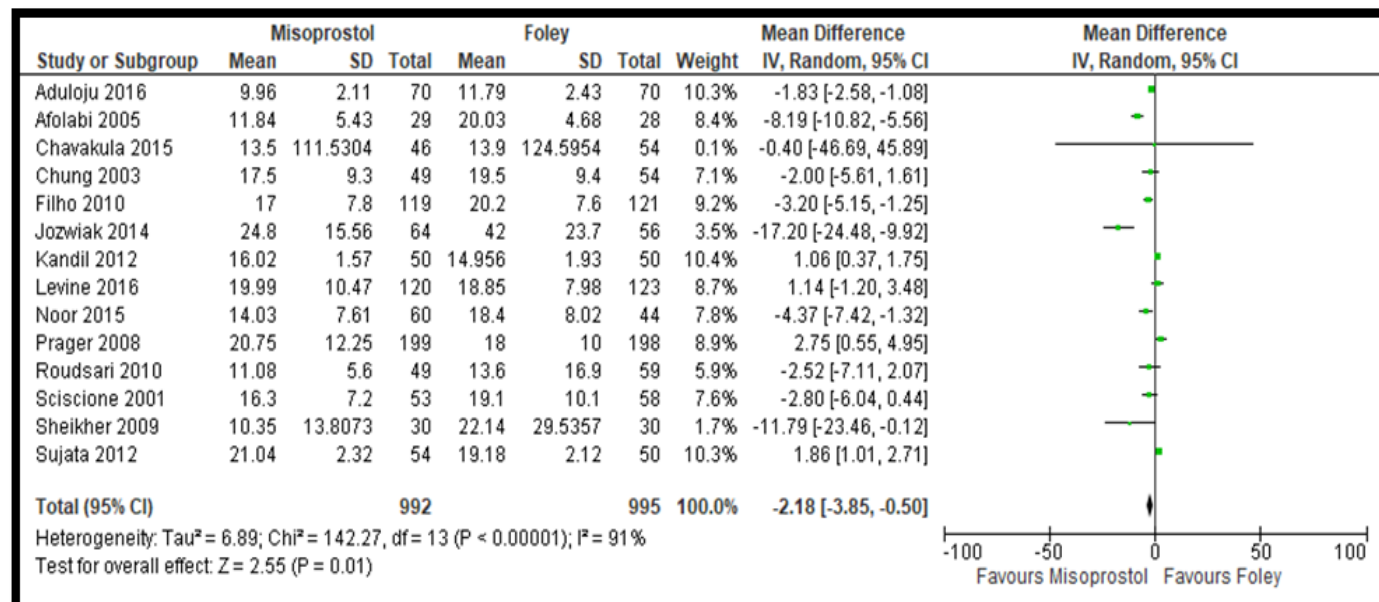 Misoprostol Foley Mean Difference Mean Difference
Study or Subgroup Mean SD Total Mean SD Total Weight IV, Random, 95% CI IV, Random, 95% CI
Aduloju 2016 9.96 2.11 70 11.79 2.43 70 10.3% -1.83 [-2.58, -1.08]
Afolabi 2005 11.84 5.43 29 20.03 4.68 28 8.4% -8.19 [-10.82, -5.56]
Chavakula 2015 13.5 111.5304 46 13.9 124.5954 54 0.1% -0.40 [-46.69, 45.89]
Chung 2003 17.5 9.3 49 19.5 9.4 54 7.1% -2.00 [-5.61, 1.61]
Filho 2010 17 7.8 119 20.2 7.6 121 9.2% -3.20 [-5.15, -1.25]
Jozwiak 2014 24.8 15.56 64 42 23.7 56 3.5% -17.20 [-24.48, -9.92]
Kandil 2012 16.02 1.57 50 14.956 1.93 50 10.4% 1.06 [0.37, 1.75]
Levine 2016 19.99 10.47 120 18.85 7.98 123 8.7% 1.14 [-1.20, 3.48]
Noor 2015 14.03 7.61 60 18.4 8.02 44 7.8% -4.37 [-7.42, -1.32]
Prager 2008 20.75 12.25 199 18 10 198 8.9% 2.75 [0.55, 4.95]
Roudsari 2010 11.08 5.6 49 13.6 16.9 59 5.9% -2.52 [-7.11, 2.07]
Sciscione 2001 16.3 7.2 53 19.1 10.1 58 7.6% -2.80 [-6.04, 0.44]
Sheikher 2009 10.35 13.8073 30 22.14 29.5357 30 1.7% -11.79 [-23.46, -0.12]
Sujata 2012 21.04 2.32 54 19.18 2.12 50 10.3% 1.86 [1.01, 2.71]
Total (95% CI) 992 995 100.0% -2.18 [-3.85, -0.50]
Heterogeneity: Tau² = 6.89; Chi² = 142.27, df = 13 (P < 0.00001); I² = 91%
Test for overall effect: Z = 2.55 (P = 0.01)
-100 -50 0 50 100
Favours Misoprostol Favours Foley